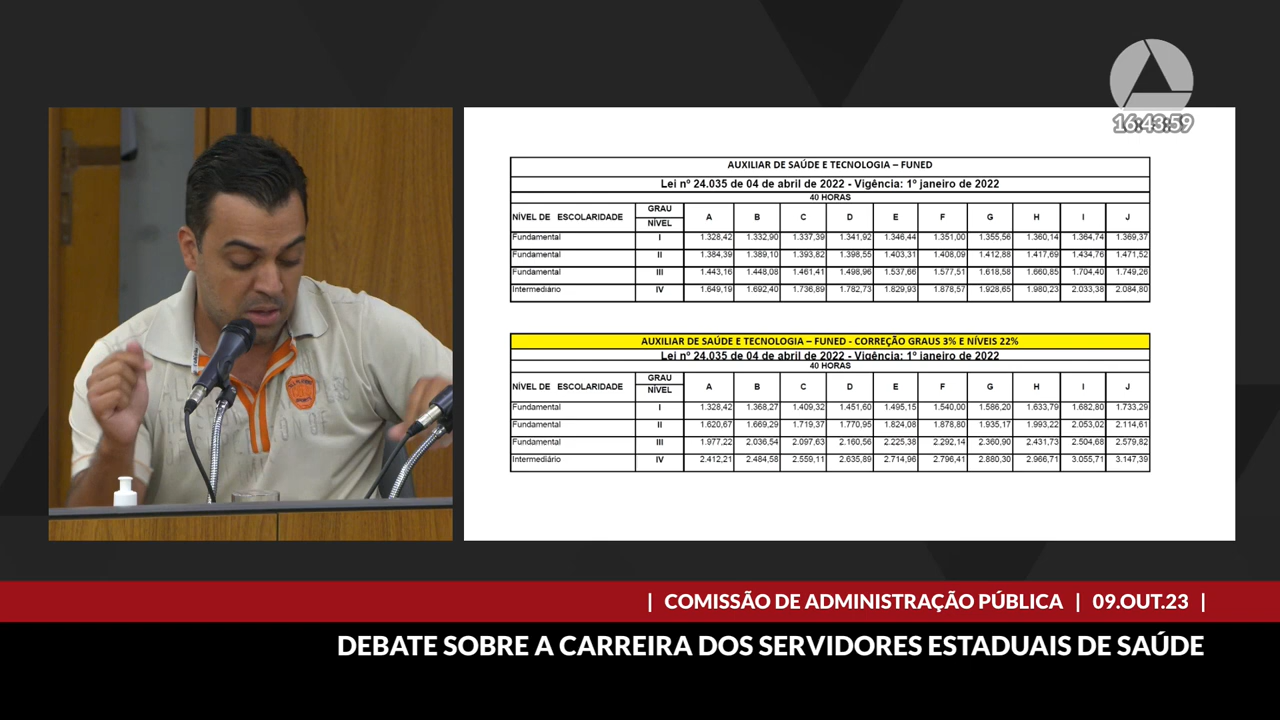 16:43:59
AUXILIAR DE SAÚDE E TECNOLOGIA – FUNED
Lei nº 24.035 de 04 de abril de 2022 - Vigência: 1º janeiro de 2022
40 HORAS
NÍVEL DE ESCOLARIDADE GRAU NÍVEL A B C D E F G H I J
Fundamental I 1.328,42 1.332,90 1.337,39 1.341,92 1.346,44 1.351,00 1.355,56 1.360,14 1.364,74 1.369,37
Fundamental II 1.384,39 1.389,10 1.393,82 1.398,55 1.403,31 1.408,09 1.412,88 1.417,69 1.434,76 1.471,52
Fundamental III 1.443,16 1.448,08 1.461,41 1.498,96 1.537,66 1.577,51 1.618,58 1.660,85 1.704,40 1.749,26
Intermediário IV 1.649,19 1.692,40 1.736,89 1.782,73 1.829,93 1.878,57 1.928,65 1.980,23 2.033,38 2.084,80
AUXILIAR DE SAÚDE E TECNOLOGIA – FUNED - CORREÇÃO GRAUS 3% E NÍVEIS 22%
Lei nº 24.035 de 04 de abril de 2022 - Vigência: 1º janeiro de 2022
40 HORAS
NÍVEL DE ESCOLARIDADE GRAU NÍVEL A B C D E F G H I J
Fundamental I 1.328,42 1.368,27 1.409,32 1.451,60 1.495,15 1.540,00 1.586,20 1.633,79 1.682,80 1.733,29
Fundamental II 1.620,67 1.669,29 1.719,37 1.770,95 1.824,08 1.878,80 1.935,17 1.993,22 2.053,02 2.114,61
Fundamental III 1.977,22 2.036,54 2.097,63 2.160,56 2.225,38 2.292,14 2.360,90 2.431,73 2.504,68 2.579,82
Intermediário IV 2.412,21 2.484,58 2.559,11 2.635,89 2.714,96 2.796,41 2.880,30 2.966,71 3.055,71 3.147,39
| COMISSÃO DE ADMINISTRAÇÃO PÚBLICA | 09.OUT.23 |
DEBATE SOBRE A CARREIRA DOS SERVIDORES ESTADUAIS DE SAÚDE